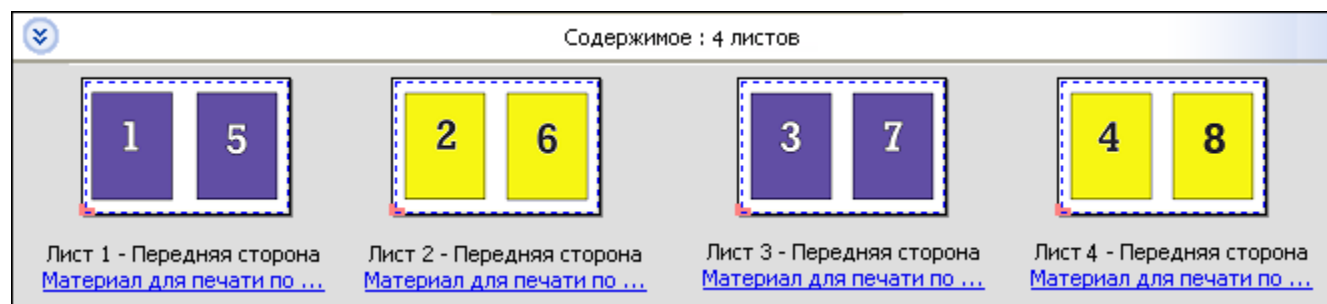 Содержимое : 4 листов
1 5
2 6
3 7
4 8
Лист 1 - Передняя сторона
Материал для печати по ...
Лист 2 - Передняя сторона
Материал для печати по ...
Лист 3 - Передняя сторона
Материал для печати по ...
Лист 4 - Передняя сторона
Материал для печати по ...